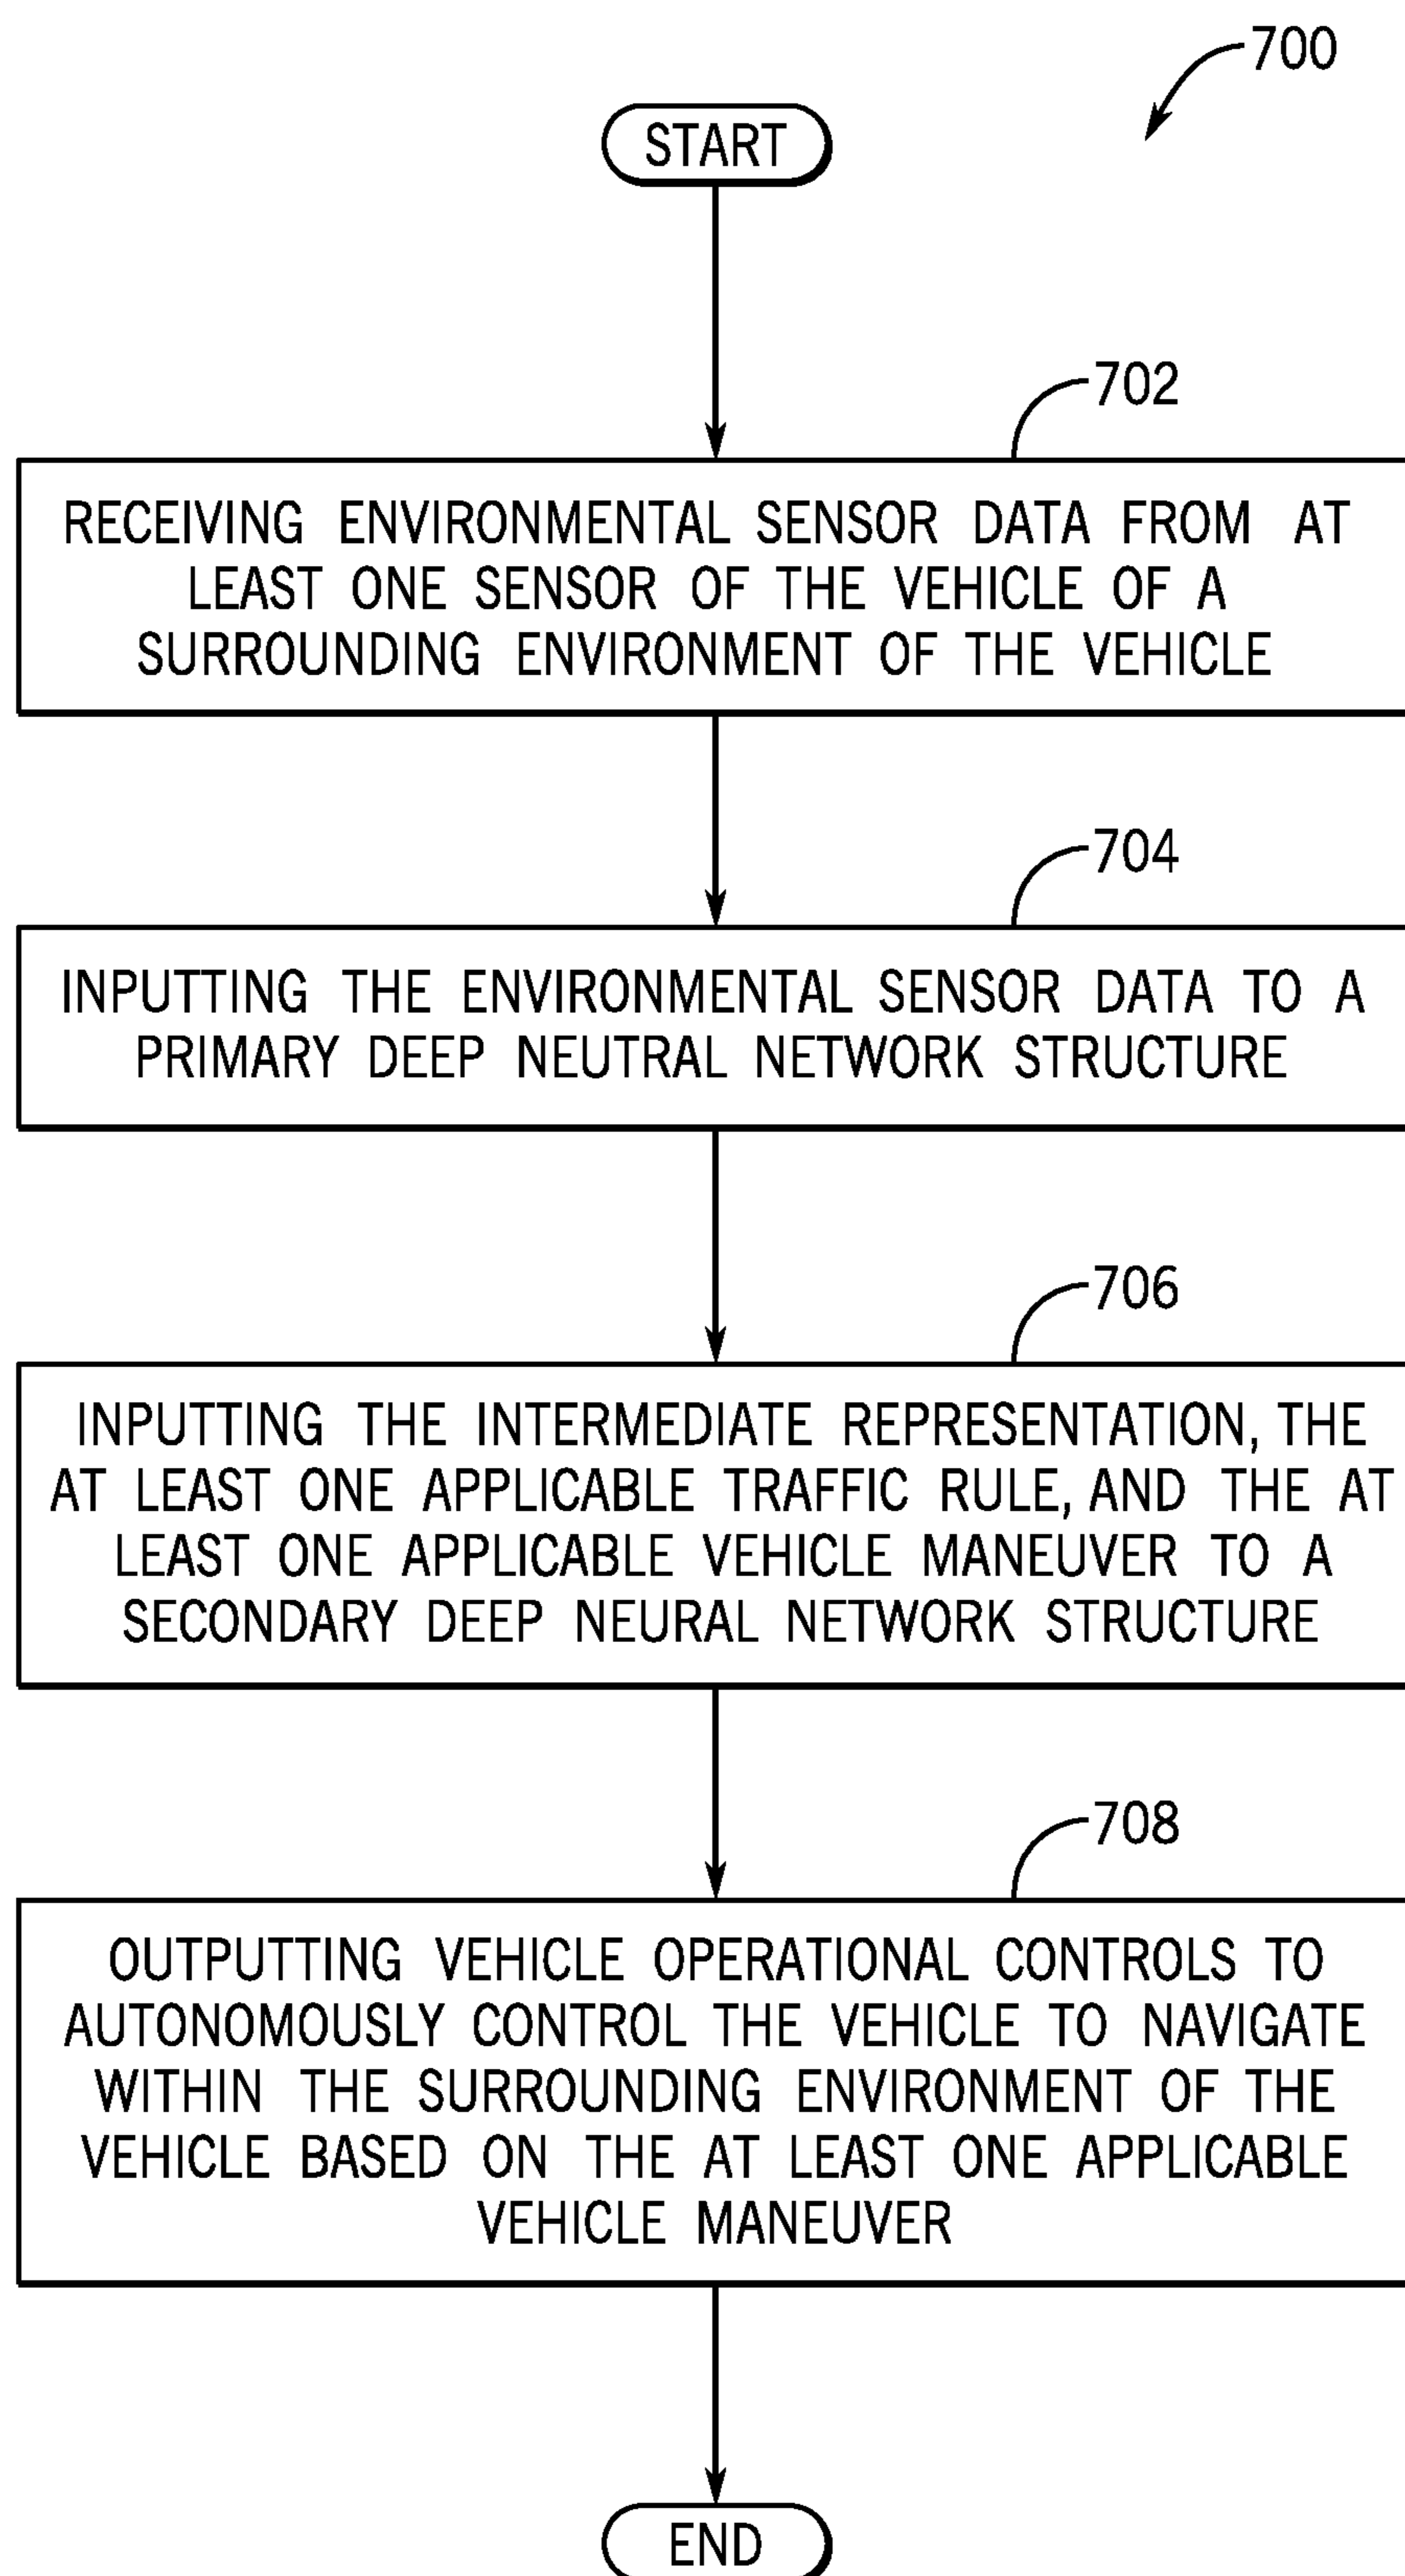 700
START
702
RECEIVING ENVIRONMENTAL SENSOR DATA FROM AT
LEAST ONE SENSOR OF THE VEHICLE OF A
SURROUNDING ENVIRONMENT OF THE VEHICLE
704
INPUTTING THE ENVIRONMENTAL SENSOR DATA TO A
PRIMARY DEEP NEUTRAL NETWORK STRUCTURE
706
INPUTTING THE INTERMEDIATE REPRESENTATION, THE
AT LEAST ONE APPLICABLE TRAFFIC RULE, AND THE AT
LEAST ONE APPLICABLE VEHICLE MANEUVER TO A
SECONDARY DEEP NEURAL NETWORK STRUCTURE
708
OUTPUTTING VEHICLE OPERATIONAL CONTROLS TO
AUTONOMOUSLY CONTROL THE VEHICLE TO NAVIGATE
WITHIN THE SURROUNDING ENVIRONMENT OF THE
VEHICLE BASED ON THE AT LEAST ONE APPLICABLE
VEHICLE MANEUVER
END